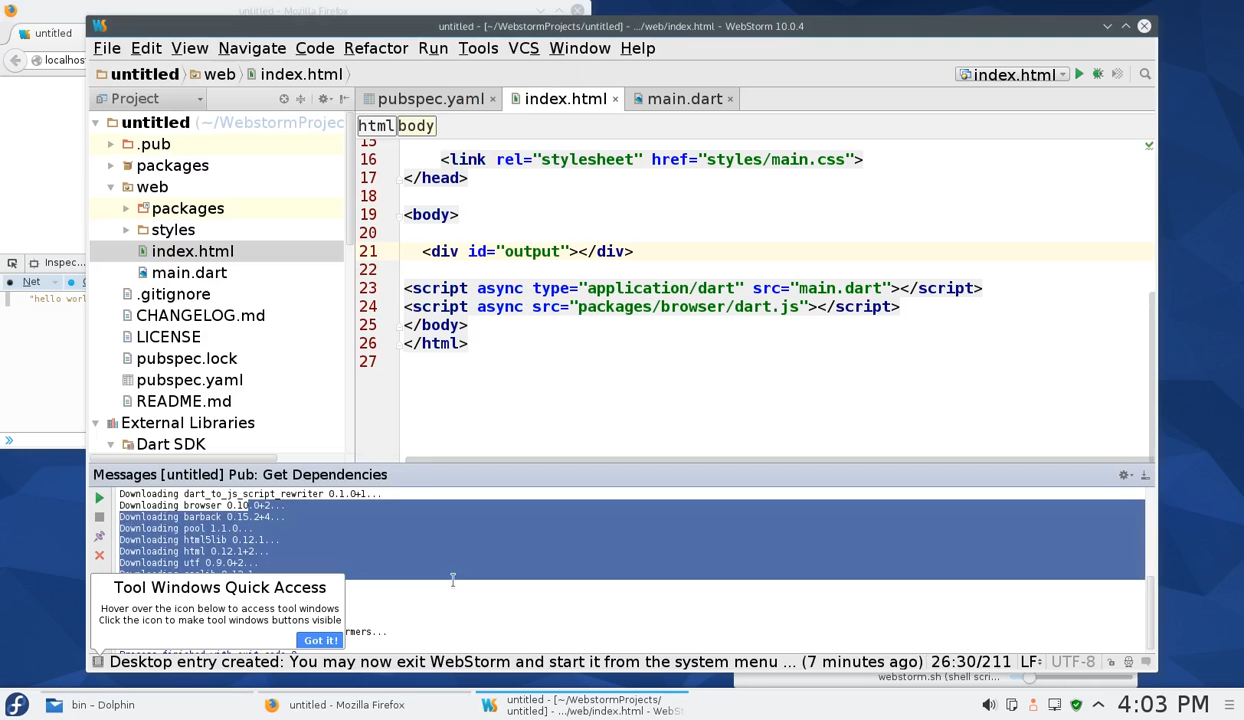 untitled - Mozilla Firefox
untitled
localhos
Inspec...
Net
"hello worl
untitled - [~/WebstormProjects/untitled] - .../web/index.html - WebStorm 10.0.4
File Edit View Navigate Code Refactor Run Tools VCS Window Help
untitled web index.html
index.html
Project
pubspec.yaml index.html main.dart
html body
untitled (~/WebstormProjec
.pub
packages
web
packages
styles
index.html
main.dart
.gitignore
CHANGELOG.md
LICENSE
pubspec.lock
pubspec.yaml
README.md
External Libraries
Dart SDK
15
16 <link rel="stylesheet" href="styles/main.css">
17 </head>
18
19 <body>
20
21 <div id="output"></div>
22
23 <script async type="application/dart" src="main.dart"></script>
24 <script async src="packages/browser/dart.js"></script>
25 </body>
26 </html>
27
Messages [untitled] Pub: Get Dependencies
Downloading dart_to_js_script_rewriter 0.1.0+1...
Downloading browser 0.10.0+2...
Downloading barback 0.15.2+4...
Downloading pool 1.1.0...
Downloading html5lib 0.12.1...
Downloading html 0.12.1+2...
Downloading utf 0.9.0+2...
rmers...
Tool Windows Quick Access
Hover over the icon below to access tool windows
Click the icon to make tool windows buttons visible
Got it!
Desktop entry created: You may now exit WebStorm and start it from the system menu ... (7 minutes ago) 26:30/211 LF÷ UTF-8
webstorm.sh (shell scri...
bin – Dolphin
untitled - Mozilla Firefox
untitled - [~/WebstormProjects/
untitled] - .../web/index.html - WebS
4:03 PM